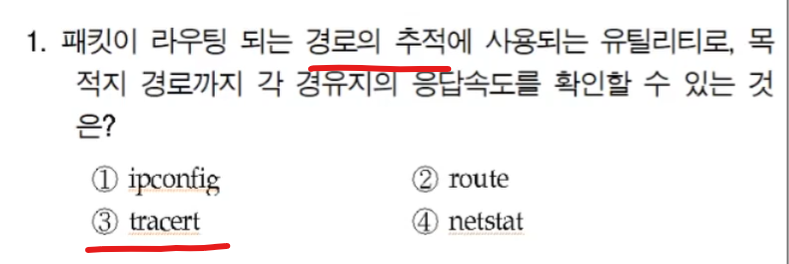 1. 패킷이 라우팅 되는 경로의 추적에 사용되는 유틸리티로, 목
적지 경로까지 각 경유지의 응답속도를 확인할 수 있는 것
은?
① ipconfig ② route
③ tracert ④ netstat